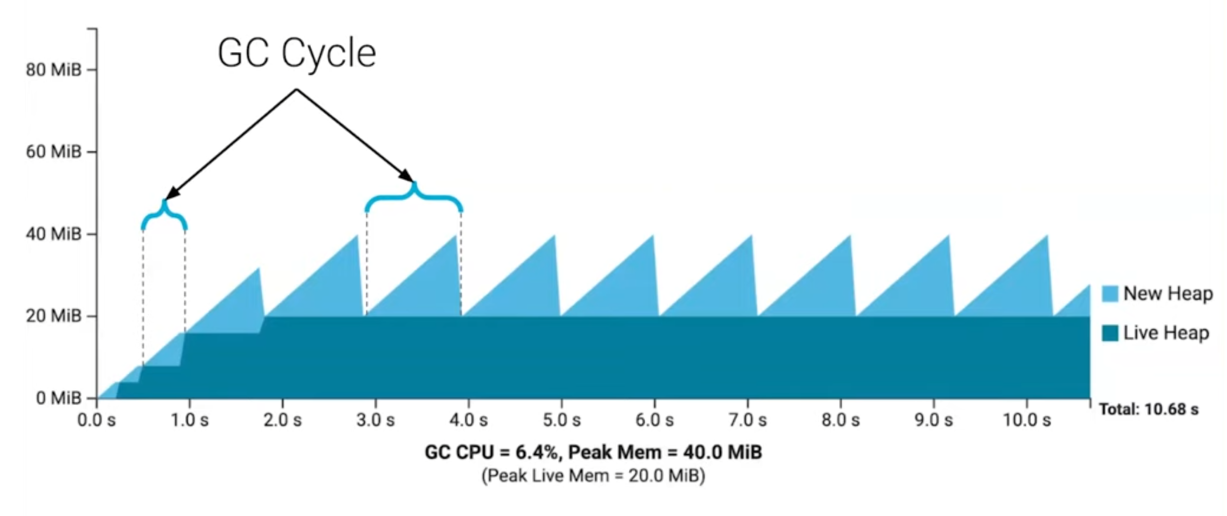 GC Cycle
80 MiB
60 MiB
40 MiB
20 MiB
0 MiB
0.0 s 1.0 s 2.0 s 3.0 s 4.0 s 5.0 s 6.0 s 7.0 s 8.0 s 9.0 s 10.0 s
New Heap
Live Heap
Total: 10.68 s
GC CPU = 6.4%, Peak Mem = 40.0 MiB
(Peak Live Mem = 20.0 MiB)